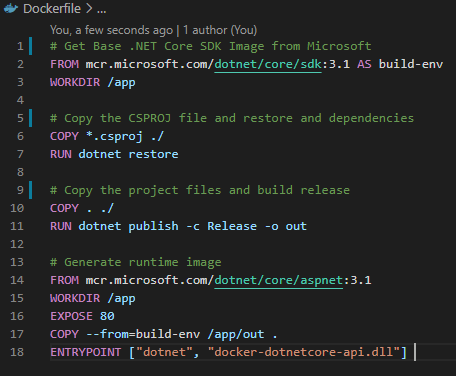 Dockerfile > ...
You, a few seconds ago | 1 author (You)
1 # Get Base .NET Core SDK Image from Microsoft
2 FROM mcr.microsoft.com/dotnet/core/sdk:3.1 AS build-env
3 WORKDIR /app
4
5 # Copy the CSPROJ file and restore and dependencies
6 COPY *.csproj ./
7 RUN dotnet restore
8
9 # Copy the project files and build release
10 COPY . ./
11 RUN dotnet publish -c Release -o out
12
13 # Generate runtime image
14 FROM mcr.microsoft.com/dotnet/core/aspnet:3.1
15 WORKDIR /app
16 EXPOSE 80
17 COPY --from=build-env /app/out .
18 ENTRYPOINT ["dotnet", "docker-dotnetcore-api.dll"]